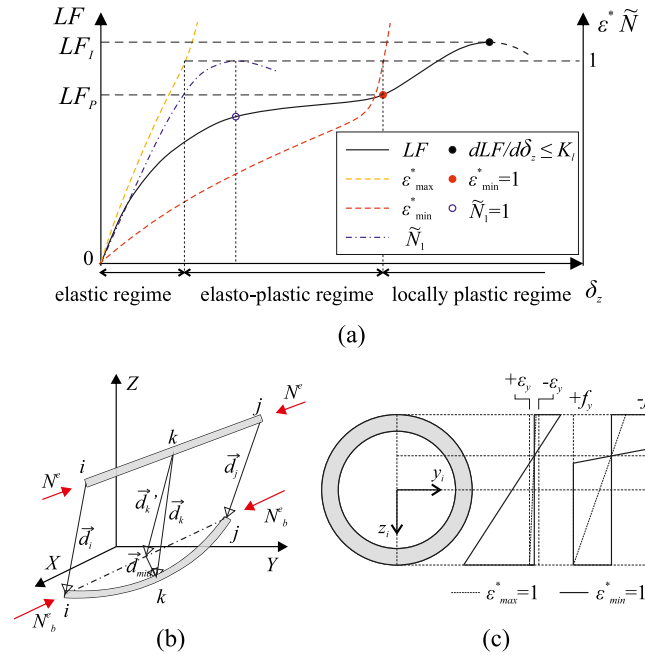 LF
ε* Ñ
LF_l
1
LF_P
LF
dLF/dδ_z ≤ K_l
ε*_max
ε*_min=1
ε*_min
Ñ_1=1
Ñ_1
0
elastic regime
elasto-plastic regime
locally plastic regime
δ_z
(a)
Z
N^e
j
k
i
N^e
d_j
d_k'
d_k
N^e_b
d_i
j
X
d_mid
Y
i
k
N^e_b
(b)
+ε_y
-ε_y
+f_y
-f
y_i
z_i
ε*_max=1
ε*_min=1
(c)